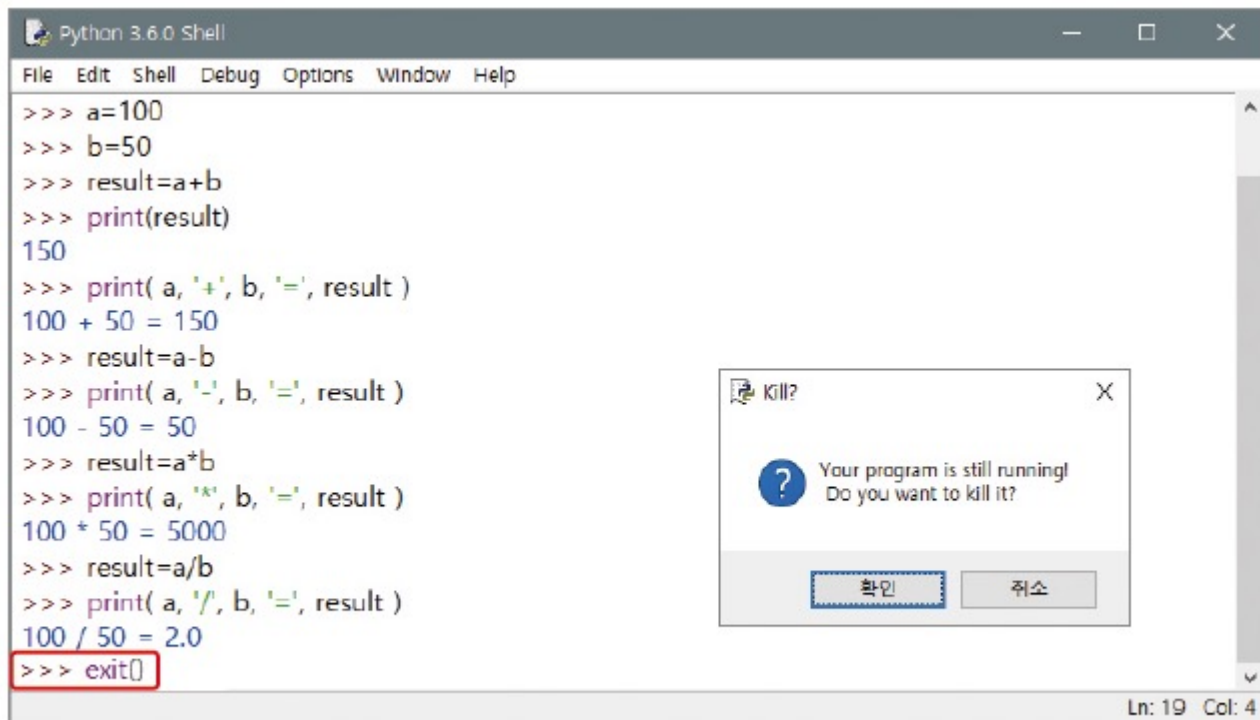 Python 3.6.0 Shell
File Edit Shell Debug Options Window Help
>>> a=100
>>> b=50
>>> result=a+b
>>> print(result)
150
>>> print( a, '+', b, '=', result )
100 + 50 = 150
>>> result=a-b
>>> print( a, '-', b, '=', result )
100 - 50 = 50
>>> result=a*b
>>> print( a, '*', b, '=', result )
100 * 50 = 5000
>>> result=a/b
>>> print( a, '/', b, '=', result )
100 / 50 = 2.0
>>> exit()
Kill?
Your program is still running!
Do you want to kill it?
확인 취소
Ln: 19 Col: 4